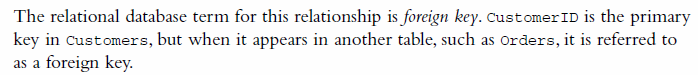 The relational database term for this relationship is foreign key. CustomerID is the primary
key in Customers, but when it appears in another table, such as Orders, it is referred to
as a foreign key.